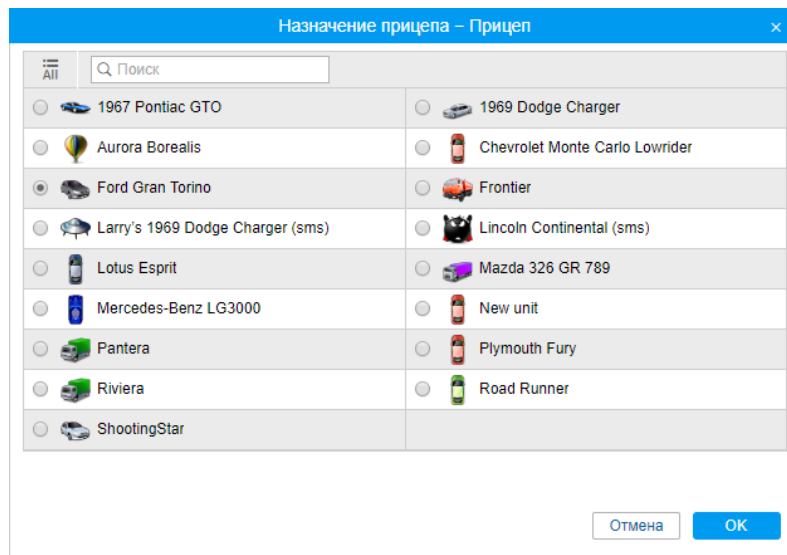 Назначение прицепа – Прицеп ×
All Поиск
1967 Pontiac GTO 1969 Dodge Charger
Aurora Borealis Chevrolet Monte Carlo Lowrider
Ford Gran Torino Frontier
Larry's 1969 Dodge Charger (sms) Lincoln Continental (sms)
Lotus Esprit Mazda 326 GR 789
Mercedes-Benz LG3000 New unit
Pantera Plymouth Fury
Riviera Road Runner
ShootingStar
Отмена OK